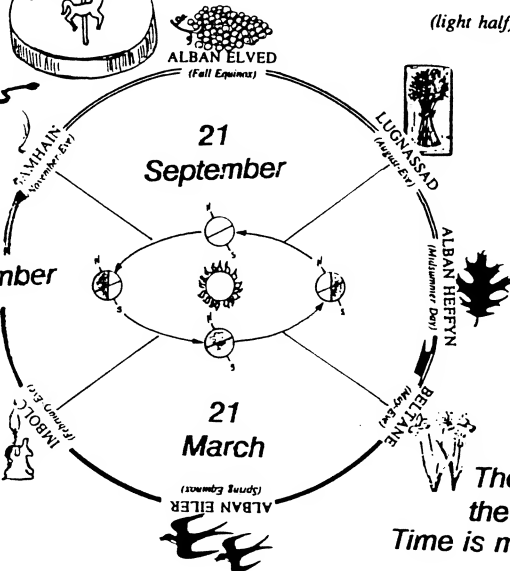 (light half
ALBAN ELVED
(Fall Equinox)
LUGNASSAD
(August-Eve)
AMHAIN
November-Eve)
21
September
N
S
N
S
N
S
N
S
mber
ALBAN HEFFYN
(Midsummer Day)
BELTANE
(May-Eve)
IMBOLC
(February-Eve)
21
March
(Spring Equinox)
ALBAN EILER
The
the
Time is m